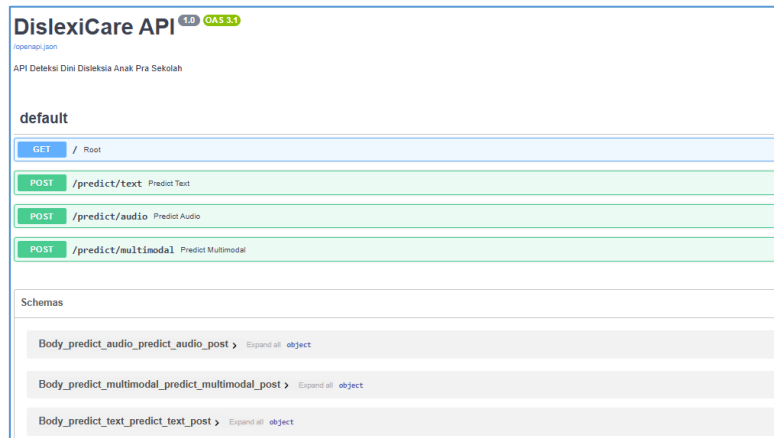 DislexiCare API 1.0 OAS 3.1
/openapi.json
API Deteksi Dini Disleksia Anak Pra Sekolah
default
GET / Root
POST /predict/text Predict Text
POST /predict/audio Predict Audio
POST /predict/multimodal Predict Multimodal
Schemas
Body_predict_audio_predict_audio_post > Expand all object
Body_predict_multimodal_predict_multimodal_post > Expand all object
Body_predict_text_predict_text_post > Expand all object